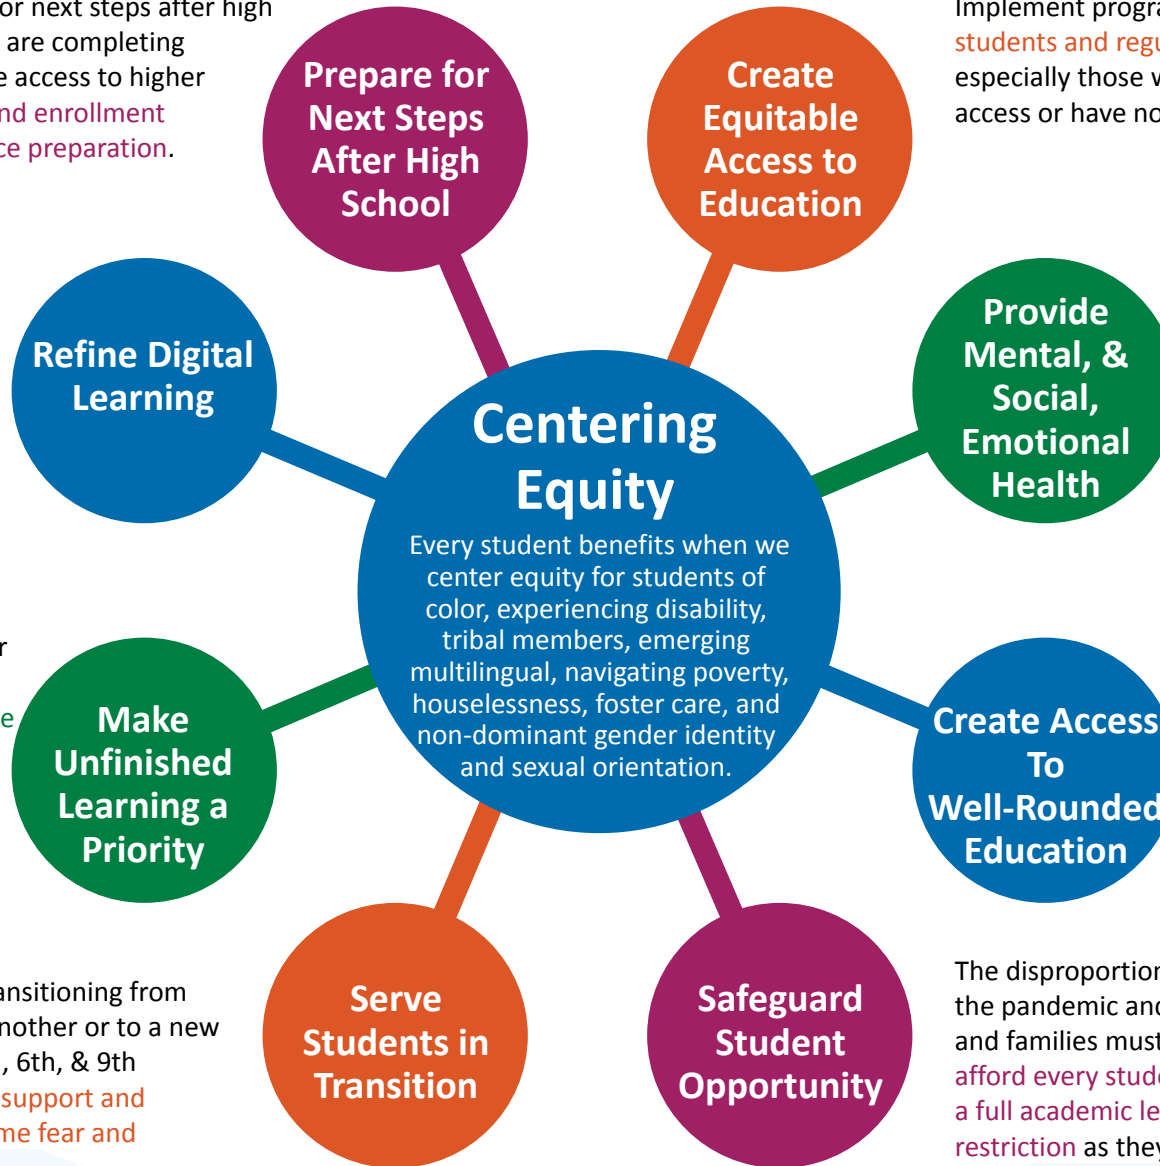 or next steps after high
are completing
e access to higher
nd enrollment
ce preparation.
Prepare for
Next Steps
After High
School
Create
Equitable
Access to
Education
Implement progra
students and regu
especially those w
access or have no
Refine Digital
Learning
Provide
Mental, &
Social,
Emotional
Health
Centering
Equity
Every student benefits when we
center equity for students of
color, experiencing disability,
tribal members, emerging
multilingual, navigating poverty,
houselessness, foster care, and
non-dominant gender identity
and sexual orientation.
r
e
Make
Unfinished
Learning a
Priority
Create Access
To
Well-Rounded
Education
ansitioning from
nother or to a new
, 6th, & 9th
support and
me fear and
Serve
Students in
Transition
Safeguard
Student
Opportunity
The disproportion
the pandemic and
and families must
afford every stude
a full academic le
restriction as they